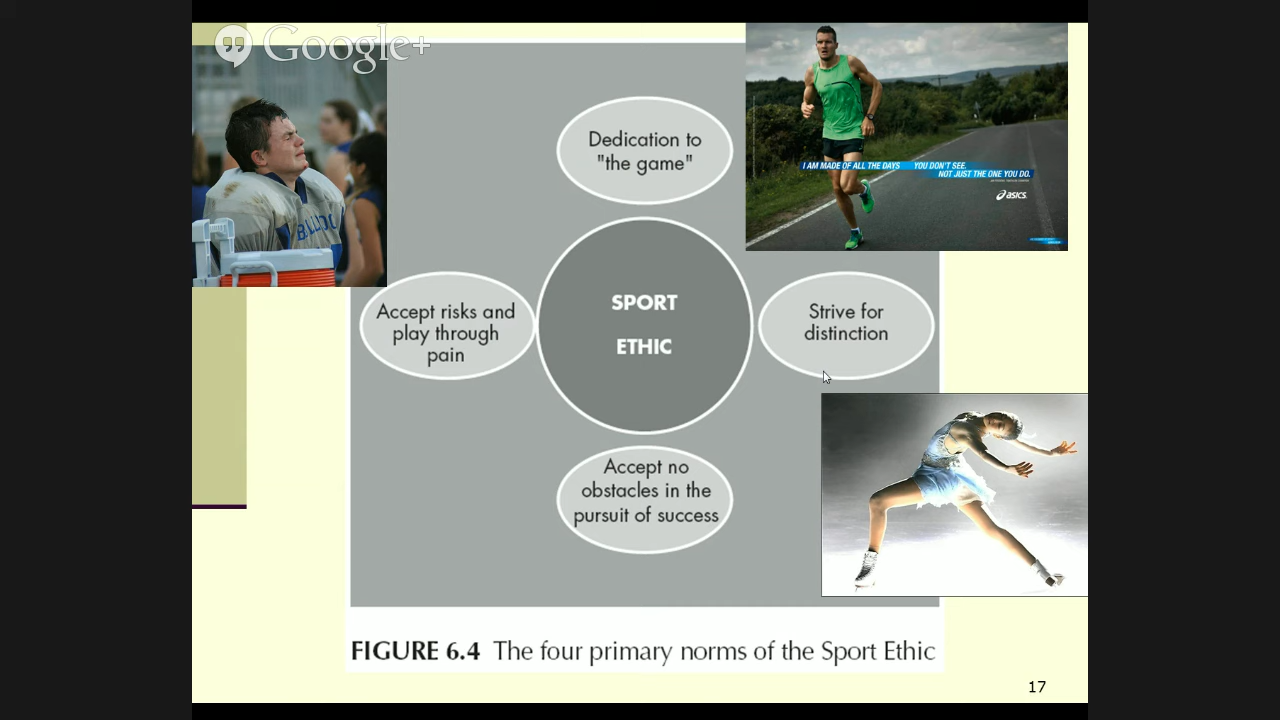 Google+
BULLDO
I AM MADE OF ALL THE DAYS YOU DON'T SEE.
NOT JUST THE ONE YOU DO.
asics
Dedication to
"the game"
Accept risks and
play through
pain
SPORT
ETHIC
Strive for
distinction
Accept no
obstacles in the
pursuit of success
FIGURE 6.4 The four primary norms of the Sport Ethic
17